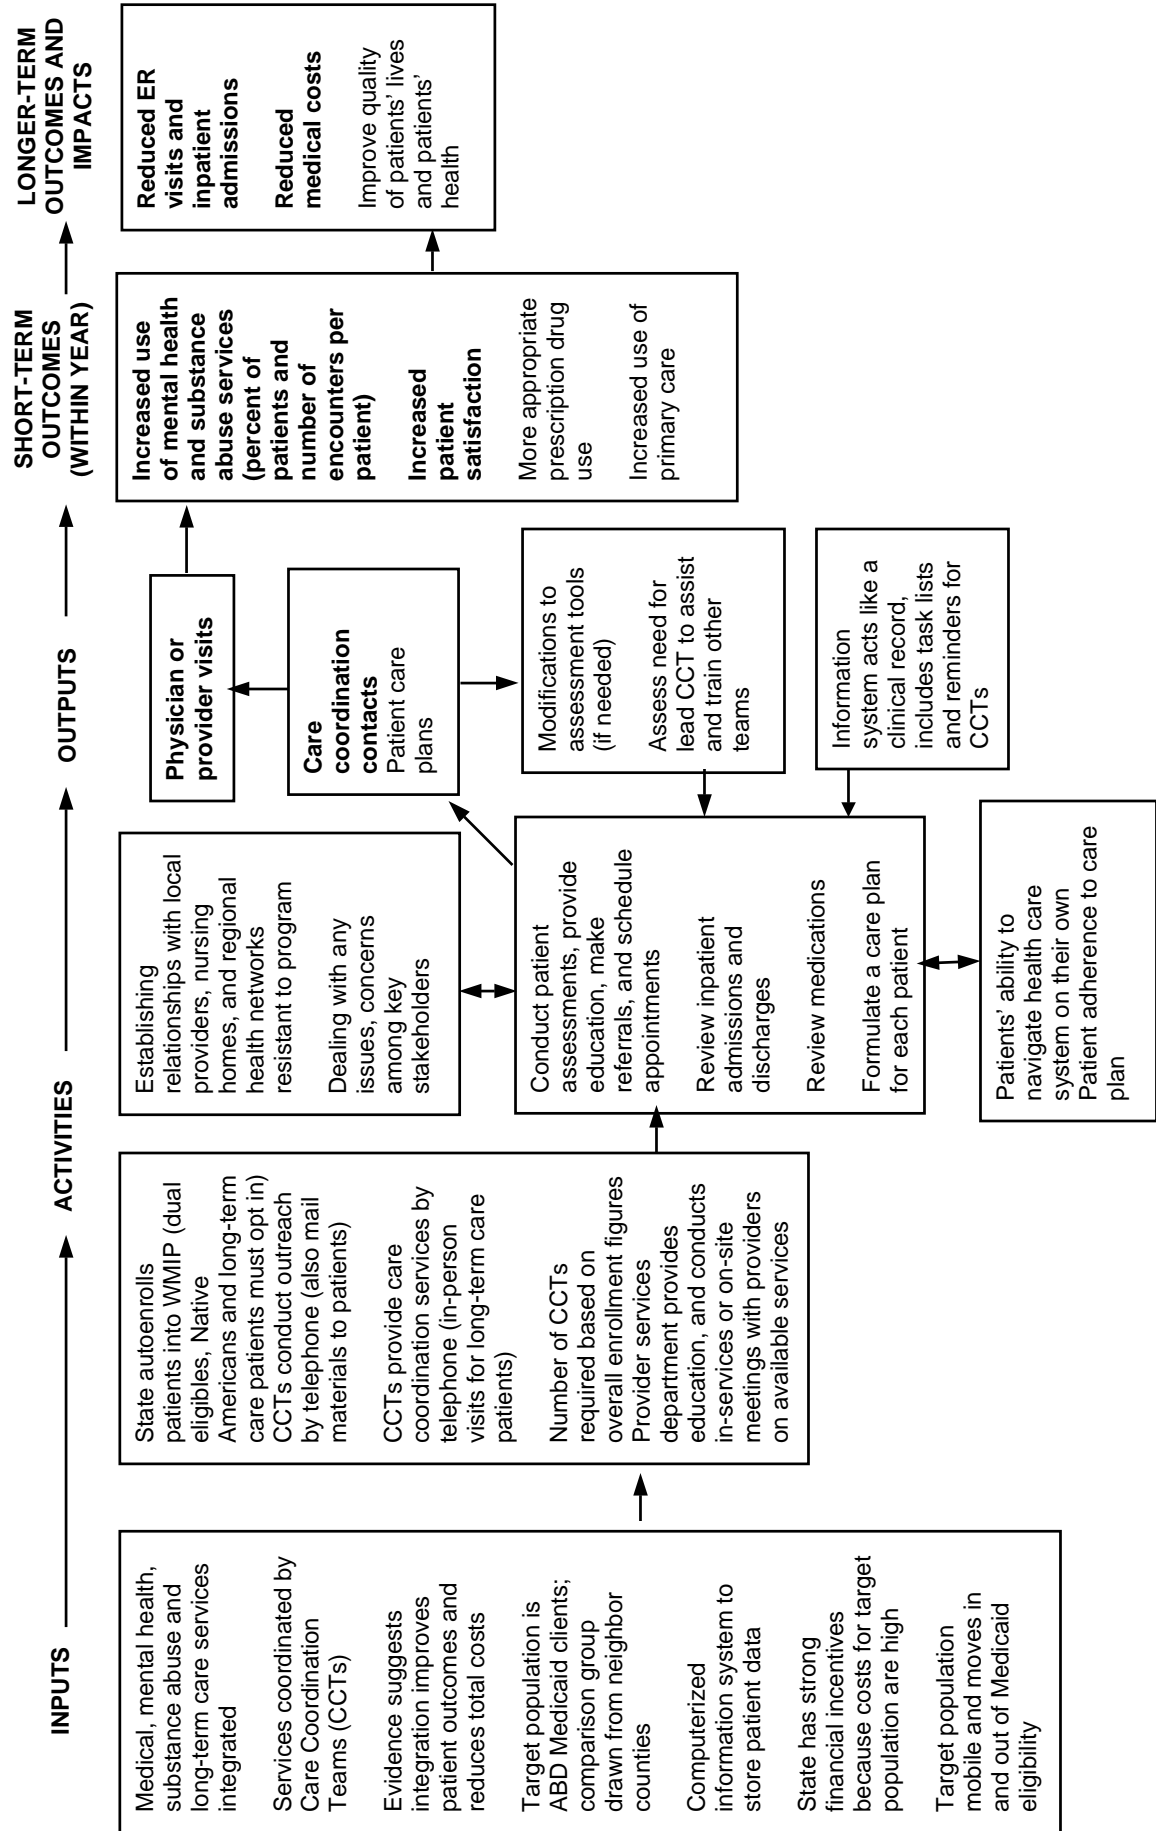 INPUTS
ACTIVITIES
OUTPUTS
SHORT-TERM
OUTCOMES
(WITHIN YEAR)
LONGER-TERM
OUTCOMES AND
IMPACTS
Medical, mental health,
substance abuse and
long-term care services
integrated
Services coordinated by
Care Coordination
Teams (CCTs)
Evidence suggests
integration improves
patient outcomes and
reduces total costs
Target population is
ABD Medicaid clients;
comparison group
drawn from neighbor
counties
Computerized
information system to
store patient data
State has strong
financial incentives
because costs for target
population are high
Target population
mobile and moves in
and out of Medicaid
eligibility
State autoenrolls
patients into WMIP (dual
eligibles, Native
Americans and long-term
care patients must opt in)
CCTs conduct outreach
by telephone (also mail
materials to patients)
CCTs provide care
coordination services by
telephone (in-person
visits for long-term care
patients)
Number of CCTs
required based on
overall enrollment figures
Provider services
department provides
education, and conducts
in-services or on-site
meetings with providers
on available services
Establishing
relationships with local
providers, nursing
homes, and regional
health networks
resistant to program
Dealing with any
issues, concerns
among key
stakeholders
Conduct patient
assessments, provide
education, make
referrals, and schedule
appointments
Review inpatient
admissions and
discharges
Review medications
Formulate a care plan
for each patient
Patients’ ability to
navigate health care
system on their own
Patient adherence to care
plan
Physician or
provider visits
Care
coordination
contacts
Patient care
plans
Modifications to
assessment tools
(if needed)
Assess need for
lead CCT to assist
and train other
teams
Information
system acts like a
clinical record,
includes task lists
and reminders for
CCTs
Increased use
of mental health
and substance
abuse services
(percent of
patients and
number of
encounters per
patient)
Increased
patient
satisfaction
More appropriate
prescription drug
use
Increased use of
primary care
Reduced ER
visits and
inpatient
admissions
Reduced
medical costs
Improve quality
of patients’ lives
and patients’
health